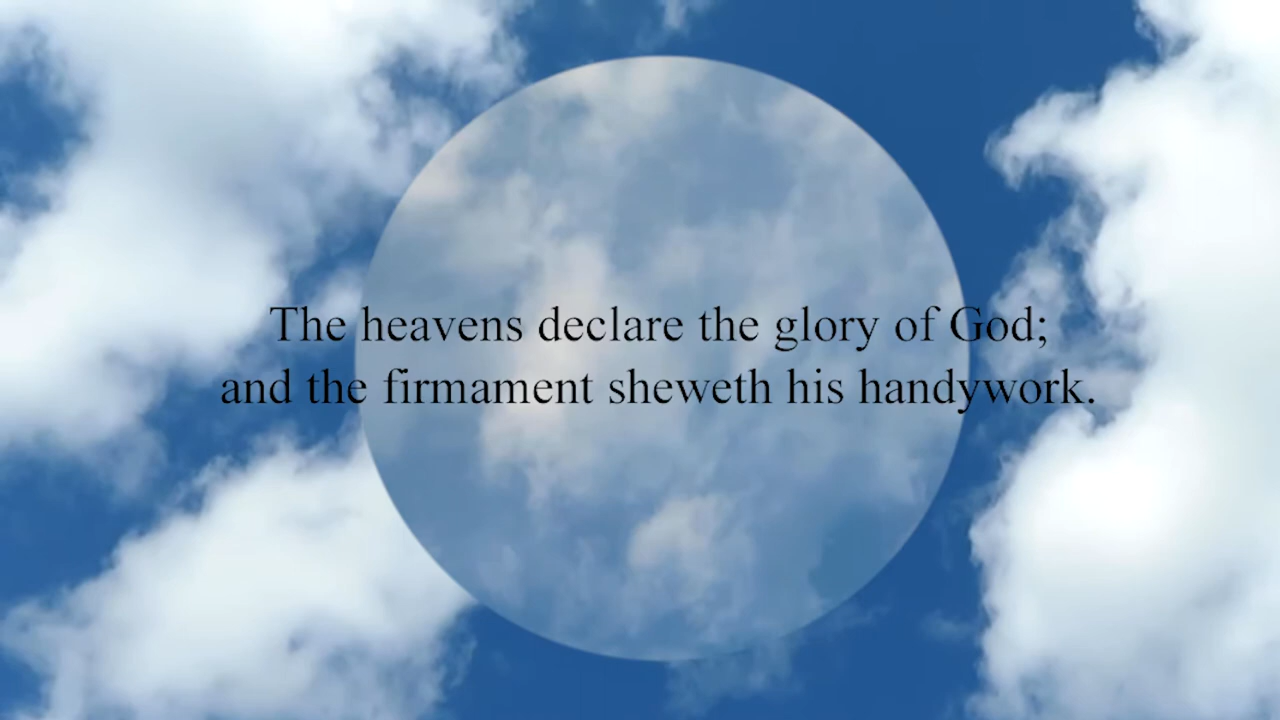 The heavens declare the glory of God;
and the firmament sheweth his handywork.